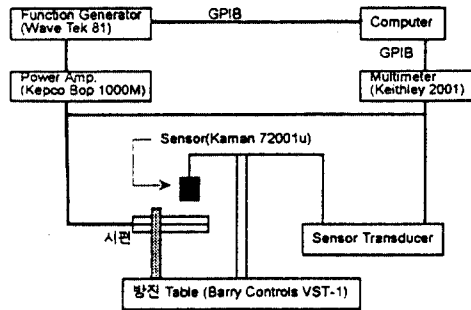 Function Generator
(Wave Tek 81)
GPIB
Computer
GPIB
Power Amp.
(Kepco Bop 1000M)
Multimeter
(Keithley 2001)
Sensor(Kaman 72001u)
시편
Sensor Transducer
방진 Table (Barry Controls VST-1)